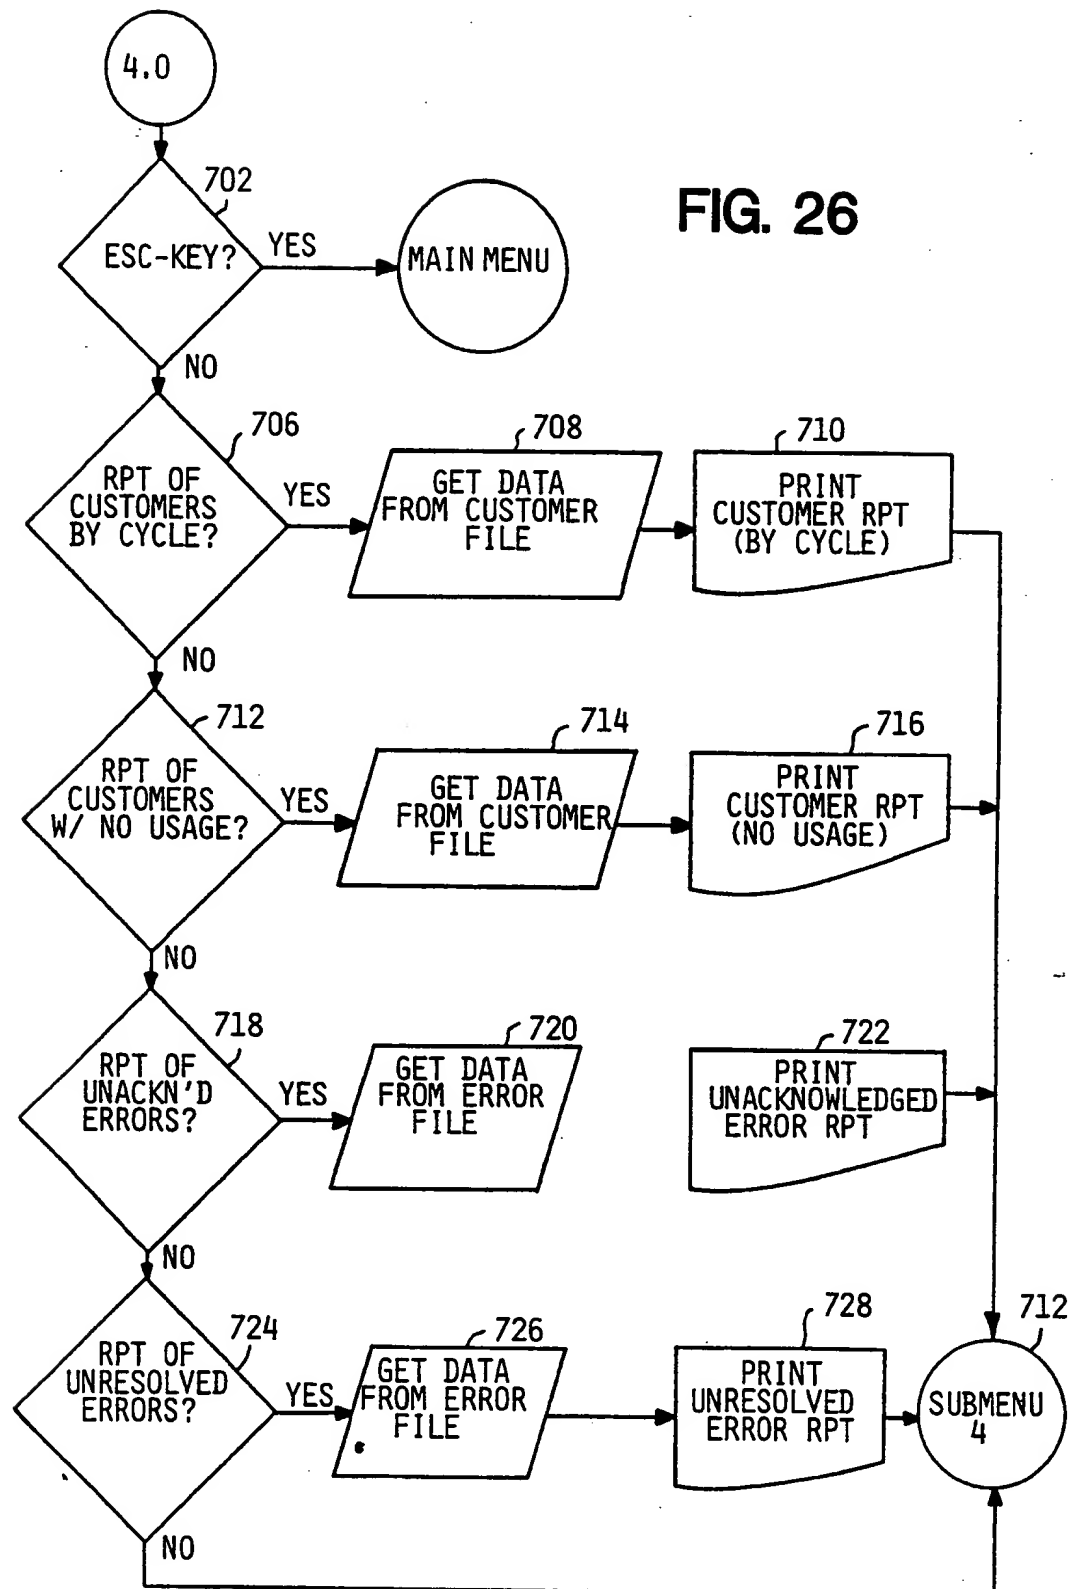 4.0
702
FIG. 26
ESC-KEY?
YES
MAIN MENU
NO
706
708
710
RPT OF
CUSTOMERS
BY CYCLE?
YES
GET DATA
FROM CUSTOMER
FILE
PRINT
CUSTOMER RPT
(BY CYCLE)
NO
712
714
716
RPT OF
CUSTOMERS
W/ NO USAGE?
YES
GET DATA
FROM CUSTOMER
FILE
PRINT
CUSTOMER RPT
(NO USAGE)
NO
718
720
722
RPT OF
UNACKN'D
ERRORS?
YES
GET DATA
FROM ERROR
FILE
PRINT
UNACKNOWLEDGED
ERROR RPT
NO
724
726
728
712
RPT OF
UNRESOLVED
ERRORS?
YES
GET DATA
FROM ERROR
FILE
PRINT
UNRESOLVED
ERROR RPT
SUBMENU
4
NO